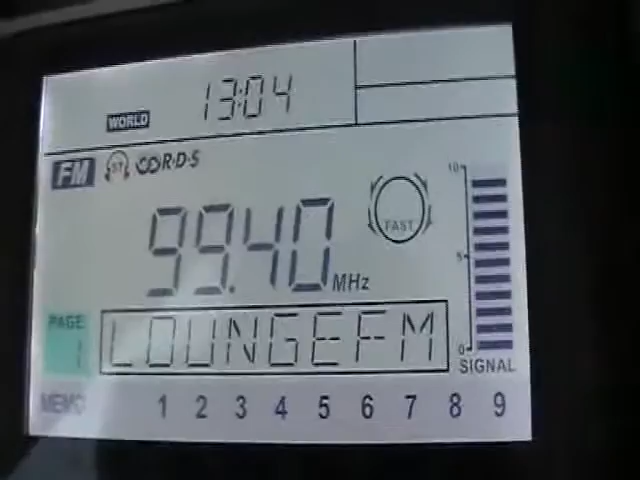 13:04
WORLD
FM ST R·D·S
10
99.40 MHz
FAST
5
PAGE
1
LOUNGEFM
0
SIGNAL
MEMO 1 2 3 4 5 6 7 8 9